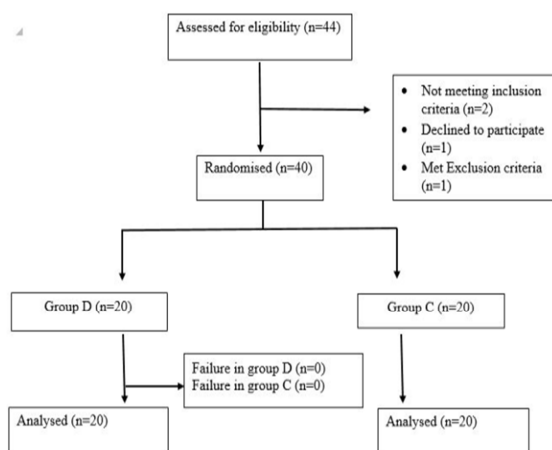 Assessed for eligibility (n=44)
• Not meeting inclusion
criteria (n=2)
• Declined to participate
(n=1)
• Met Exclusion criteria
(n=1)
Randomised (n=40)
Group D (n=20)
Group C (n=20)
Failure in group D (n=0)
Failure in group C (n=0)
Analysed (n=20)
Analysed (n=20)